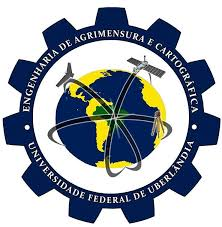 ENGENHARIA DE AGRIMENSURA E CARTOGRÁFICA
UNIVERSIDADE FEDERAL DE UBERLÂNDIA